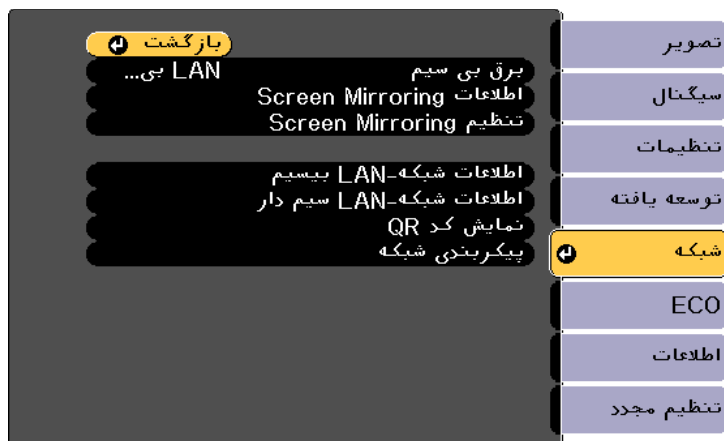 تصویر
سیگنال
تنظیمات
توسعه یافته
شبکه
ECO
اطلاعات
تنظیم مجدد
بازگشت
برق بی سیم LAN بی...
اطلاعات Screen Mirroring
تنظیم Screen Mirroring
اطلاعات شبکه-LAN بیسیم
اطلاعات شبکه-LAN سیم دار
نمایش کد QR
پیکربندی شبکه